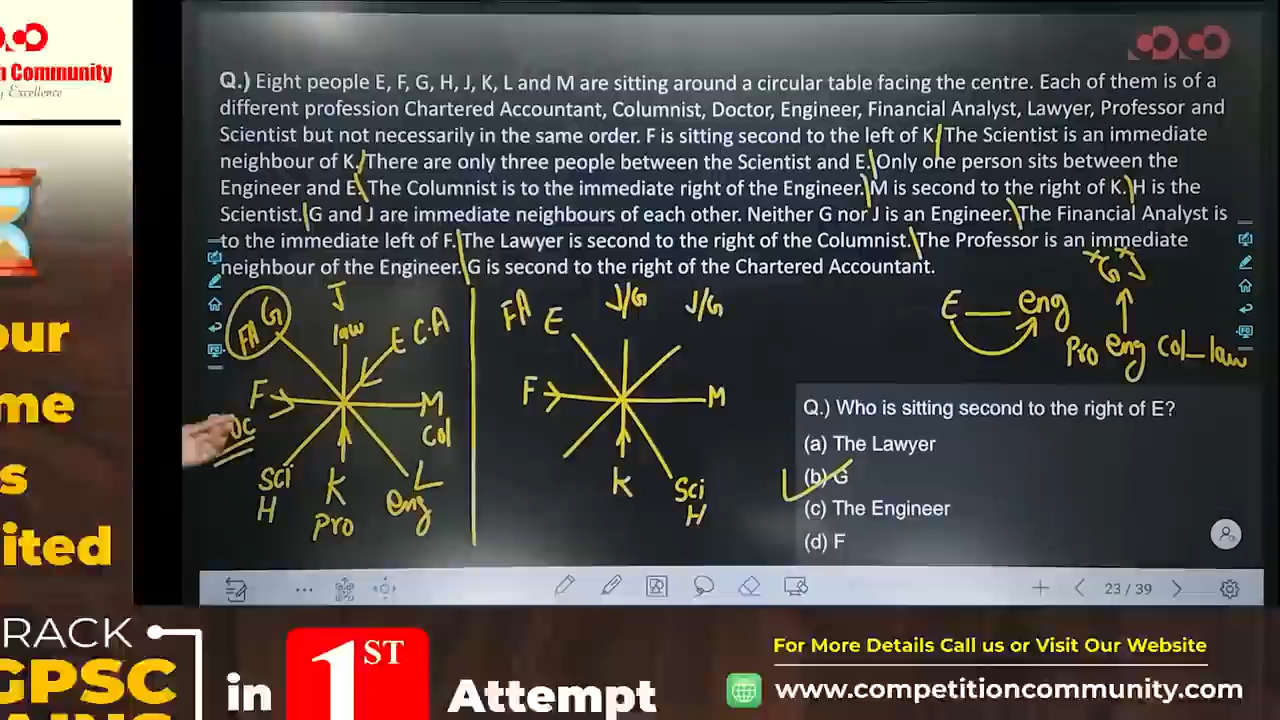 n Community
y Excellence
Q.) Eight people E, F, G, H, J, K, L and M are sitting around a circular table facing the centre. Each of them is of a
different profession Chartered Accountant, Columnist, Doctor, Engineer, Financial Analyst, Lawyer, Professor and
Scientist but not necessarily in the same order. F is sitting second to the left of K. The Scientist is an immediate
neighbour of K. There are only three people between the Scientist and E. Only one person sits between the
Engineer and E. The Columnist is to the immediate right of the Engineer. M is second to the right of K. H is the
Scientist. G and J are immediate neighbours of each other. Neither G nor J is an Engineer. The Financial Analyst is
to the immediate left of F. The Lawyer is second to the right of the Columnist. The Professor is an immediate
neighbour of the Engineer. G is second to the right of the Chartered Accountant.
FA G
J
law
E C.A
F
M
Col
Sci
H
K
Pro
L
eng
FA E
J/G
J/G
F
M
K
Sci
H
E — eng
G J
Pro eng Col_law
Q.) Who is sitting second to the right of E?
(a) The Lawyer
(b) G
(c) The Engineer
(d) F
23 / 39
our
me
s
ited
RACK
GPSC
AINS
in
1ST
Attempt
For More Details Call us or Visit Our Website
www.competitioncommunity.com